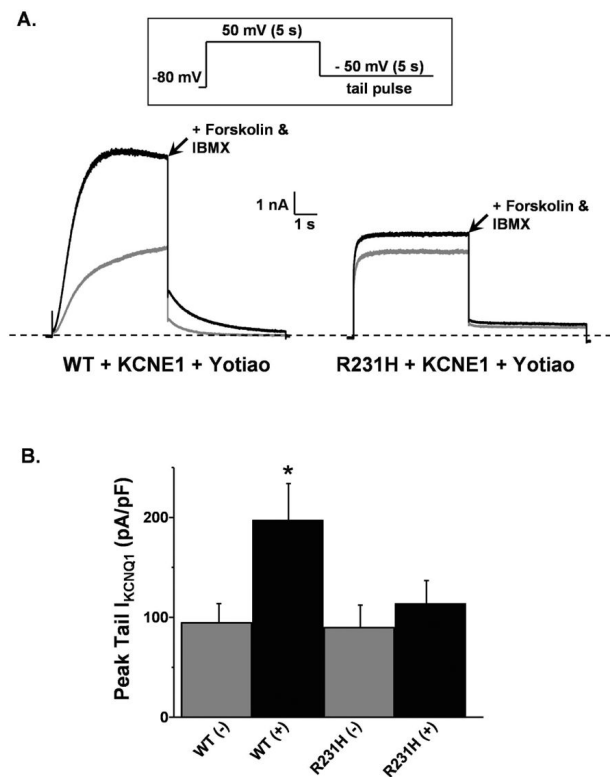 A.
50 mV (5 s)
-80 mV
- 50 mV (5 s)
tail pulse
+ Forskolin &
IBMX
1 nA
1 s
+ Forskolin &
IBMX
WT + KCNE1 + Yotiao
R231H + KCNE1 + Yotiao
B.
Peak Tail I_KCNQ1 (pA/pF)
*
200
100
0
WT (-)
WT (+)
R231H (-)
R231H (+)